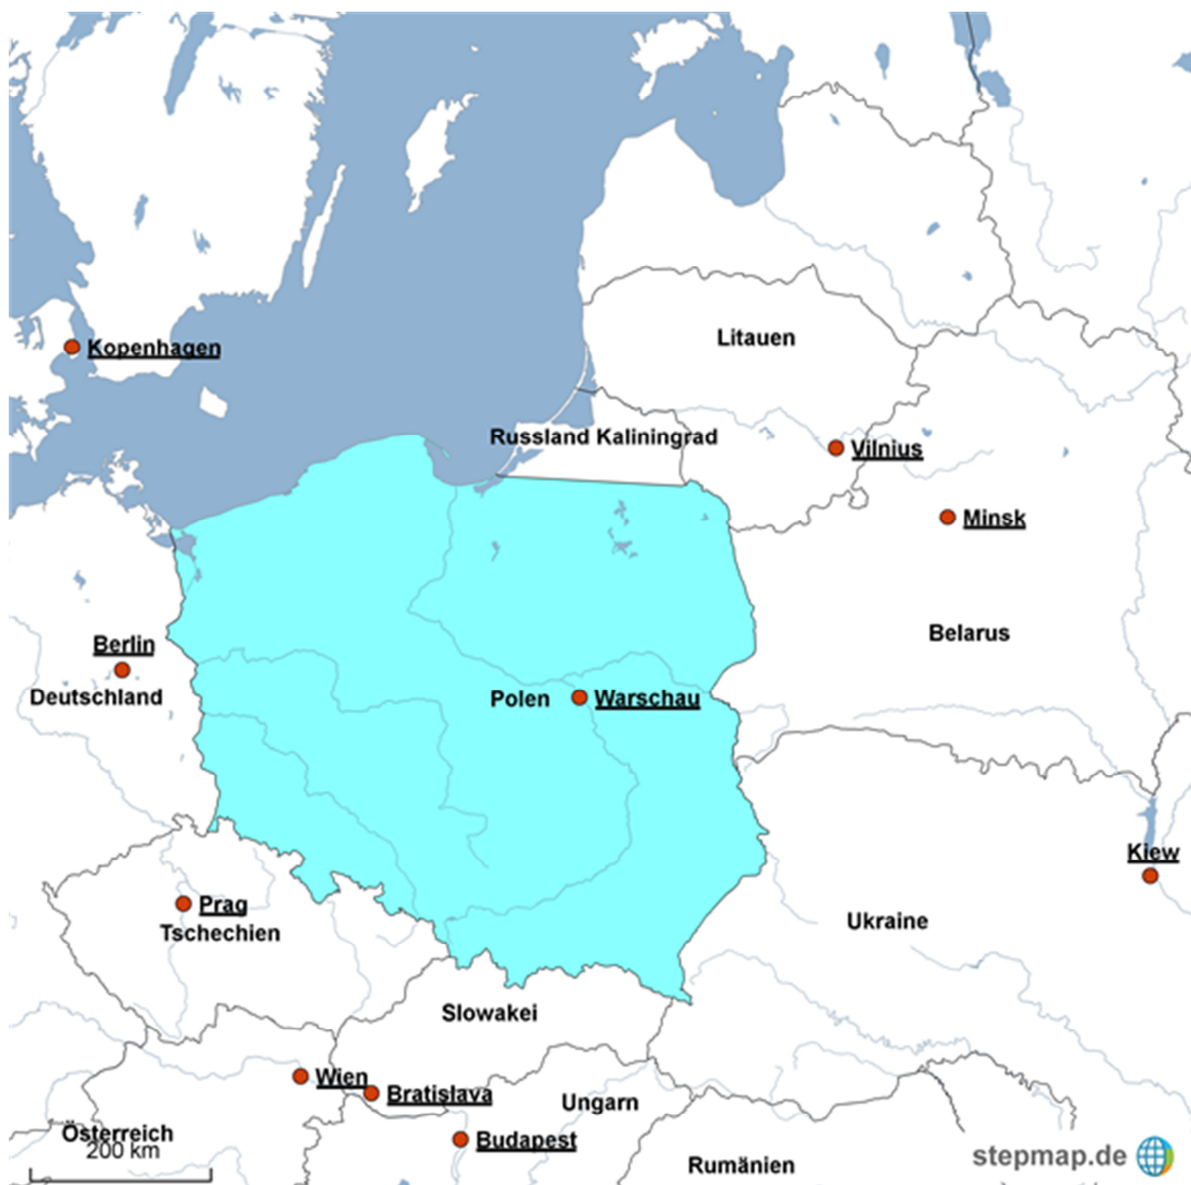 Litauen
Kopenhagen
Russland Kaliningrad
Vilnius
Minsk
Belarus
Berlin
Deutschland
Polen
Warschau
Kiew
Prag
Tschechien
Ukraine
Slowakei
Wien
Bratislava
Ungarn
Österreich
Budapest
200 km
stepmap.de
Rumänien